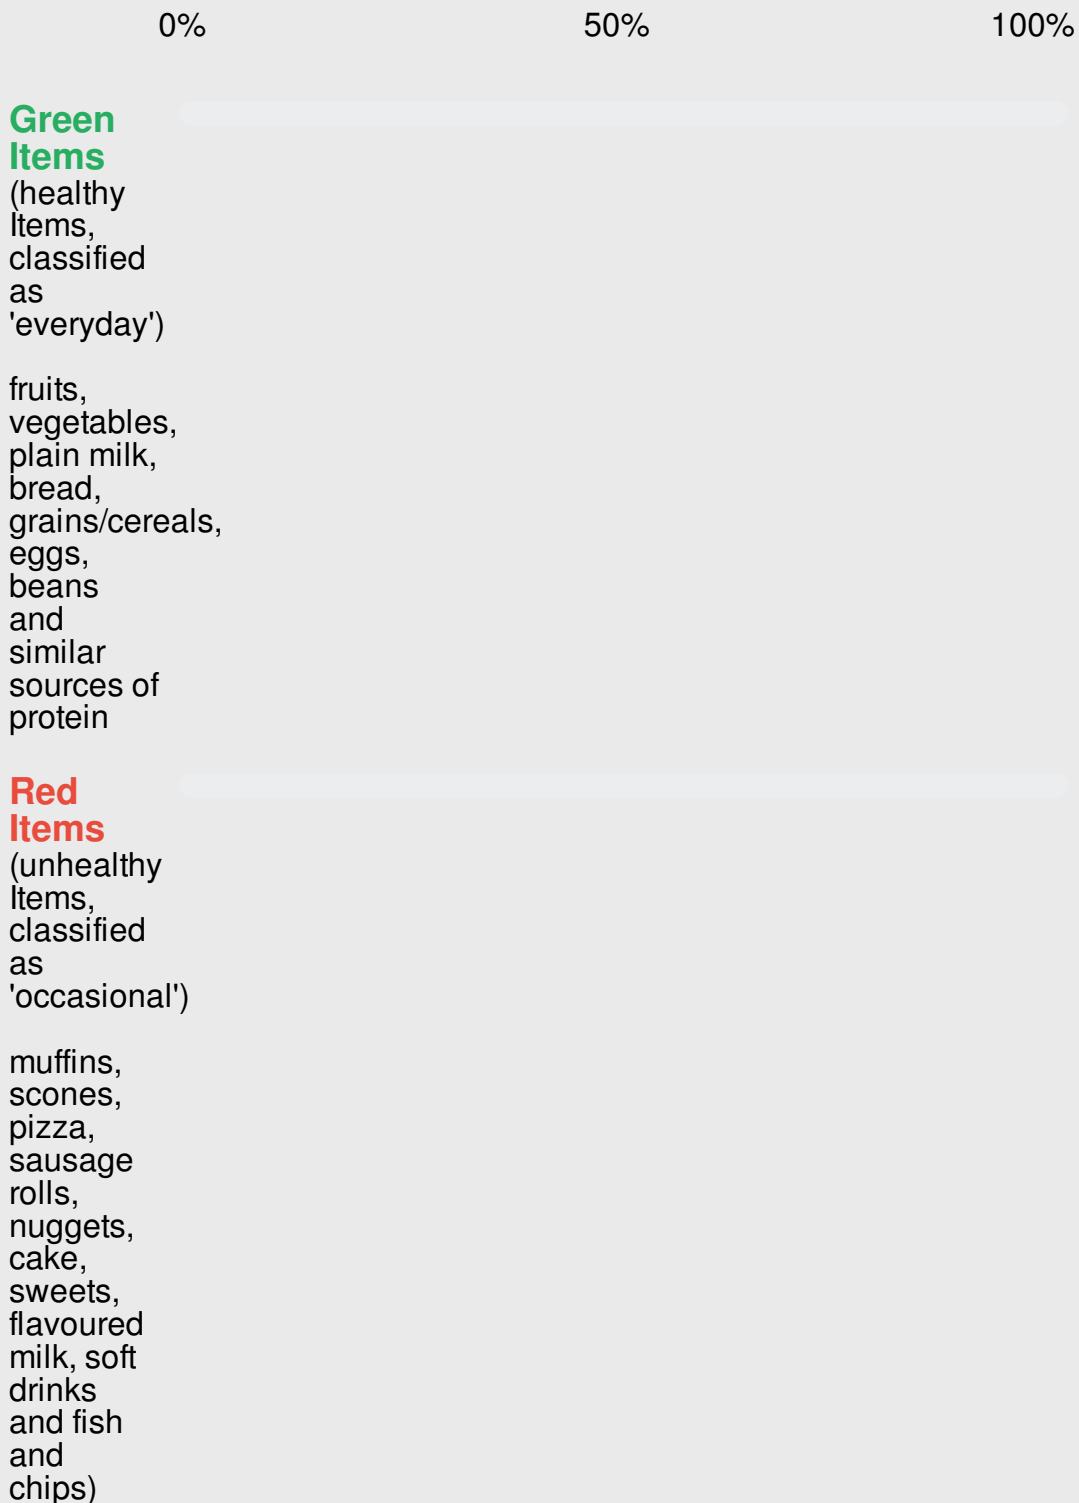 0% 50% 100%
Green
Items
(healthy
Items,
classified
as
'everyday')
fruits,
vegetables,
plain milk,
bread,
grains/cereals,
eggs,
beans
and
similar
sources of
protein
Red
Items
(unhealthy
Items,
classified
as
'occasional')
muffins,
scones,
pizza,
sausage
rolls,
nuggets,
cake,
sweets,
flavoured
milk, soft
drinks
and fish
and
chips)